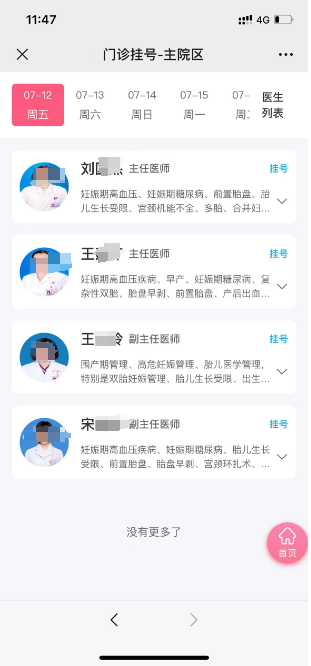 11:47
4G
门诊挂号-主院区
07-12
07-13
07-14
07-15
07-
医生
周五
周六
周日
周一
周
列表
刘 主任医师
挂号
妊娠期高血压、妊娠期糖尿病、前置胎盘、胎
儿生长受限、宫颈机能不全、多胎、合并妇...
王 主任医师
挂号
妊娠期高血压疾病、早产、妊娠期糖尿病、复
杂性双胎、胎盘早剥、前置胎盘、产后出血...
王 副主任医师
挂号
围产期管理、高危妊娠管理、胎儿医学管理，
特别是双胎妊娠管理、胎儿生长受限、出生...
宋 副主任医师
挂号
妊娠期高血压疾病、妊娠期糖尿病、胎儿生长
受限、前置胎盘、胎盘早剥、宫颈环扎术、...
没有更多了
首页